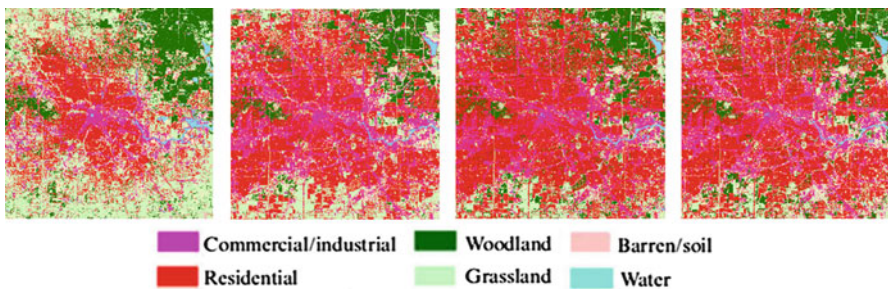 Commercial/industrial Woodland Barren/soil
Residential Grassland Water